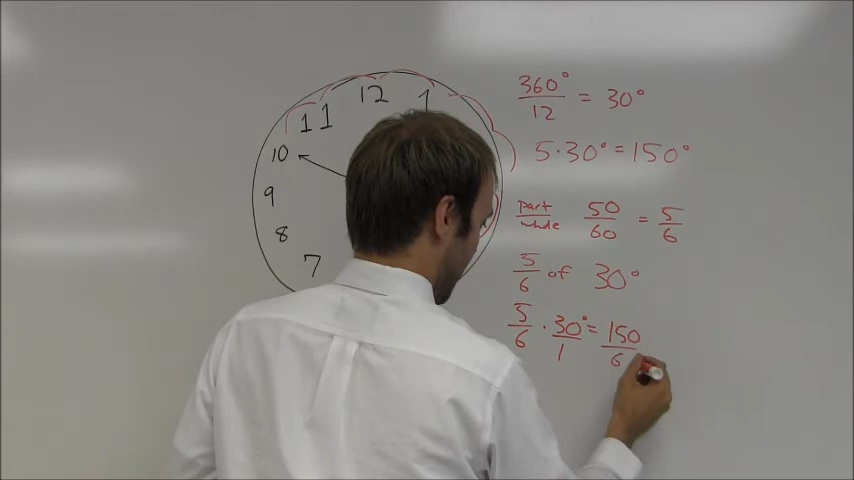 12
11
1
10
9
8
7
360°/12 = 30°
5·30°=150°
part/whole 50/60 = 5/6
5/6 of 30°
5/6 · 30°/1 = 150/6